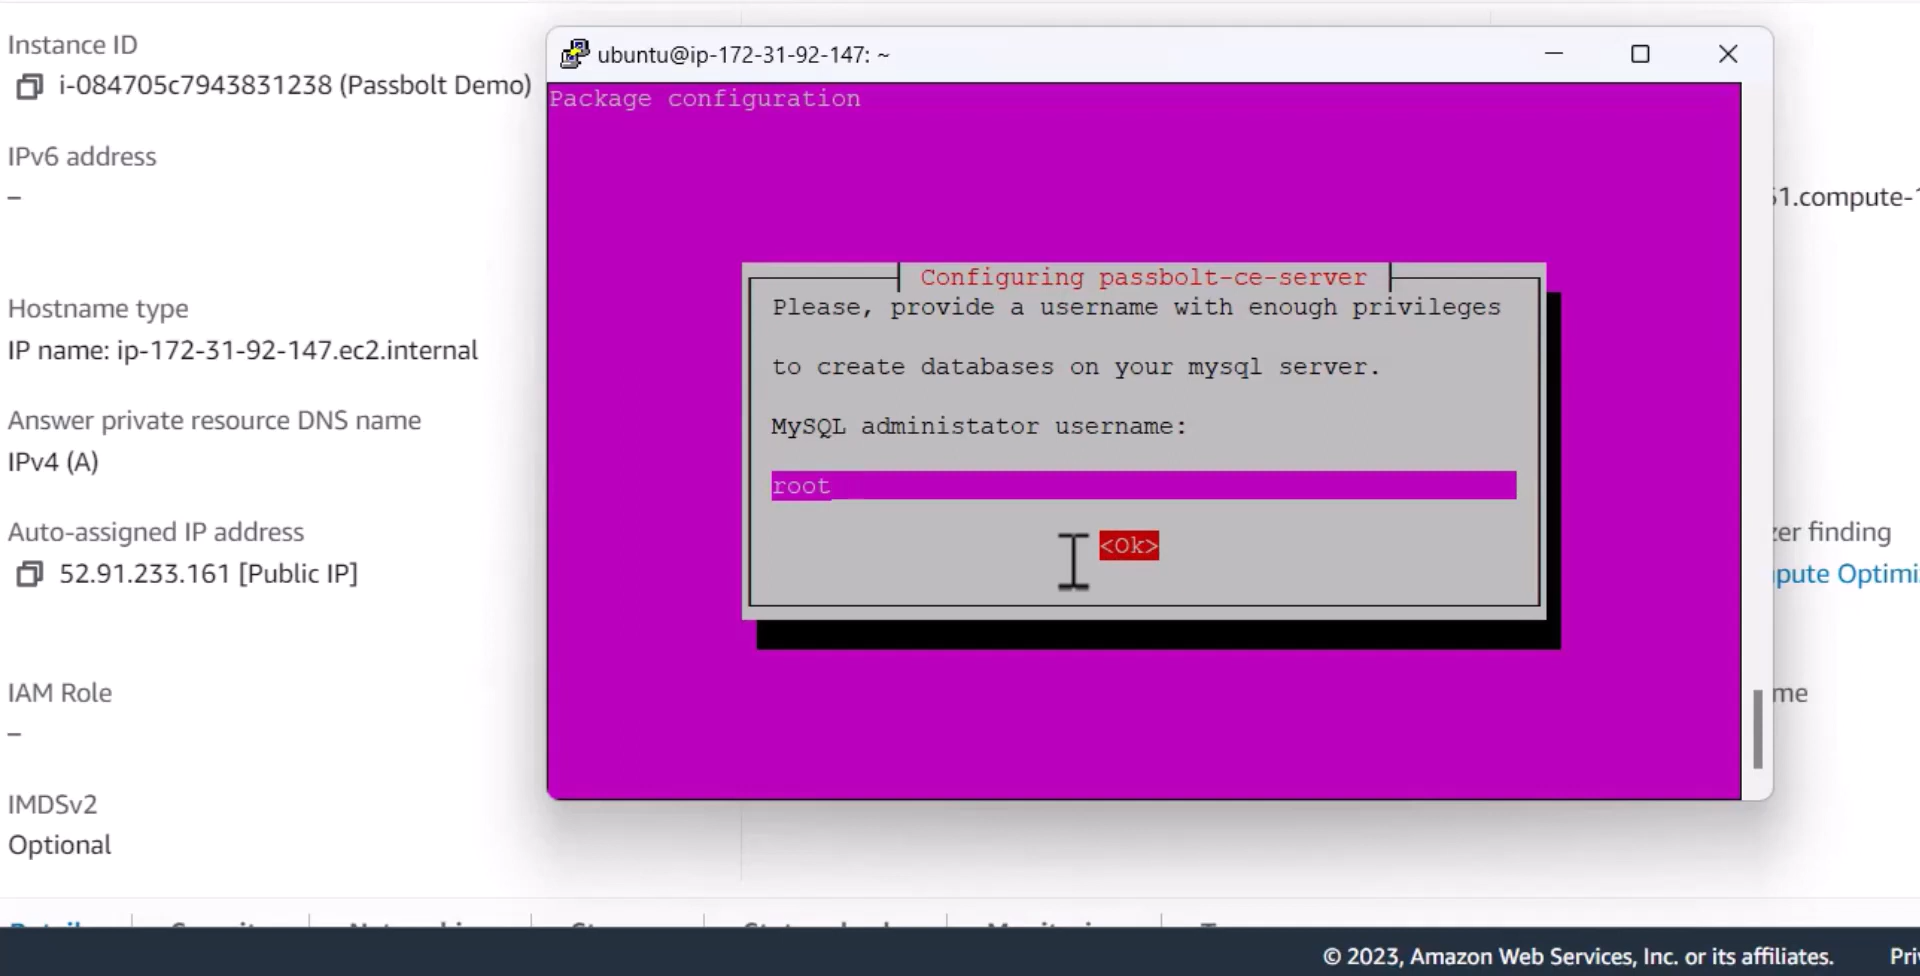 Instance ID
i-084705c7943831238 (Passbolt Demo)
IPv6 address
–
Hostname type
IP name: ip-172-31-92-147.ec2.internal
Answer private resource DNS name
IPv4 (A)
Auto-assigned IP address
52.91.233.161 [Public IP]
IAM Role
–
IMDSv2
Optional
ubuntu@ip-172-31-92-147: ~
Package configuration
Configuring passbolt-ce-server
Please, provide a username with enough privileges
to create databases on your mysql server.
MySQL administator username:
root
<Ok>
1.compute-1
zer finding
pute Optimi
me
© 2023, Amazon Web Services, Inc. or its affiliates.
Pri